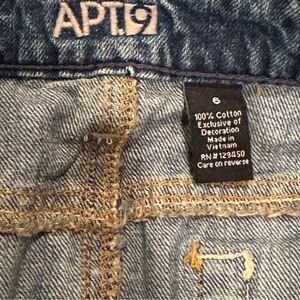 APT.9
6
100% Cotton
Exclusive of
Decoration
Made in
Vietnam
RN# 129450
Care on reverse